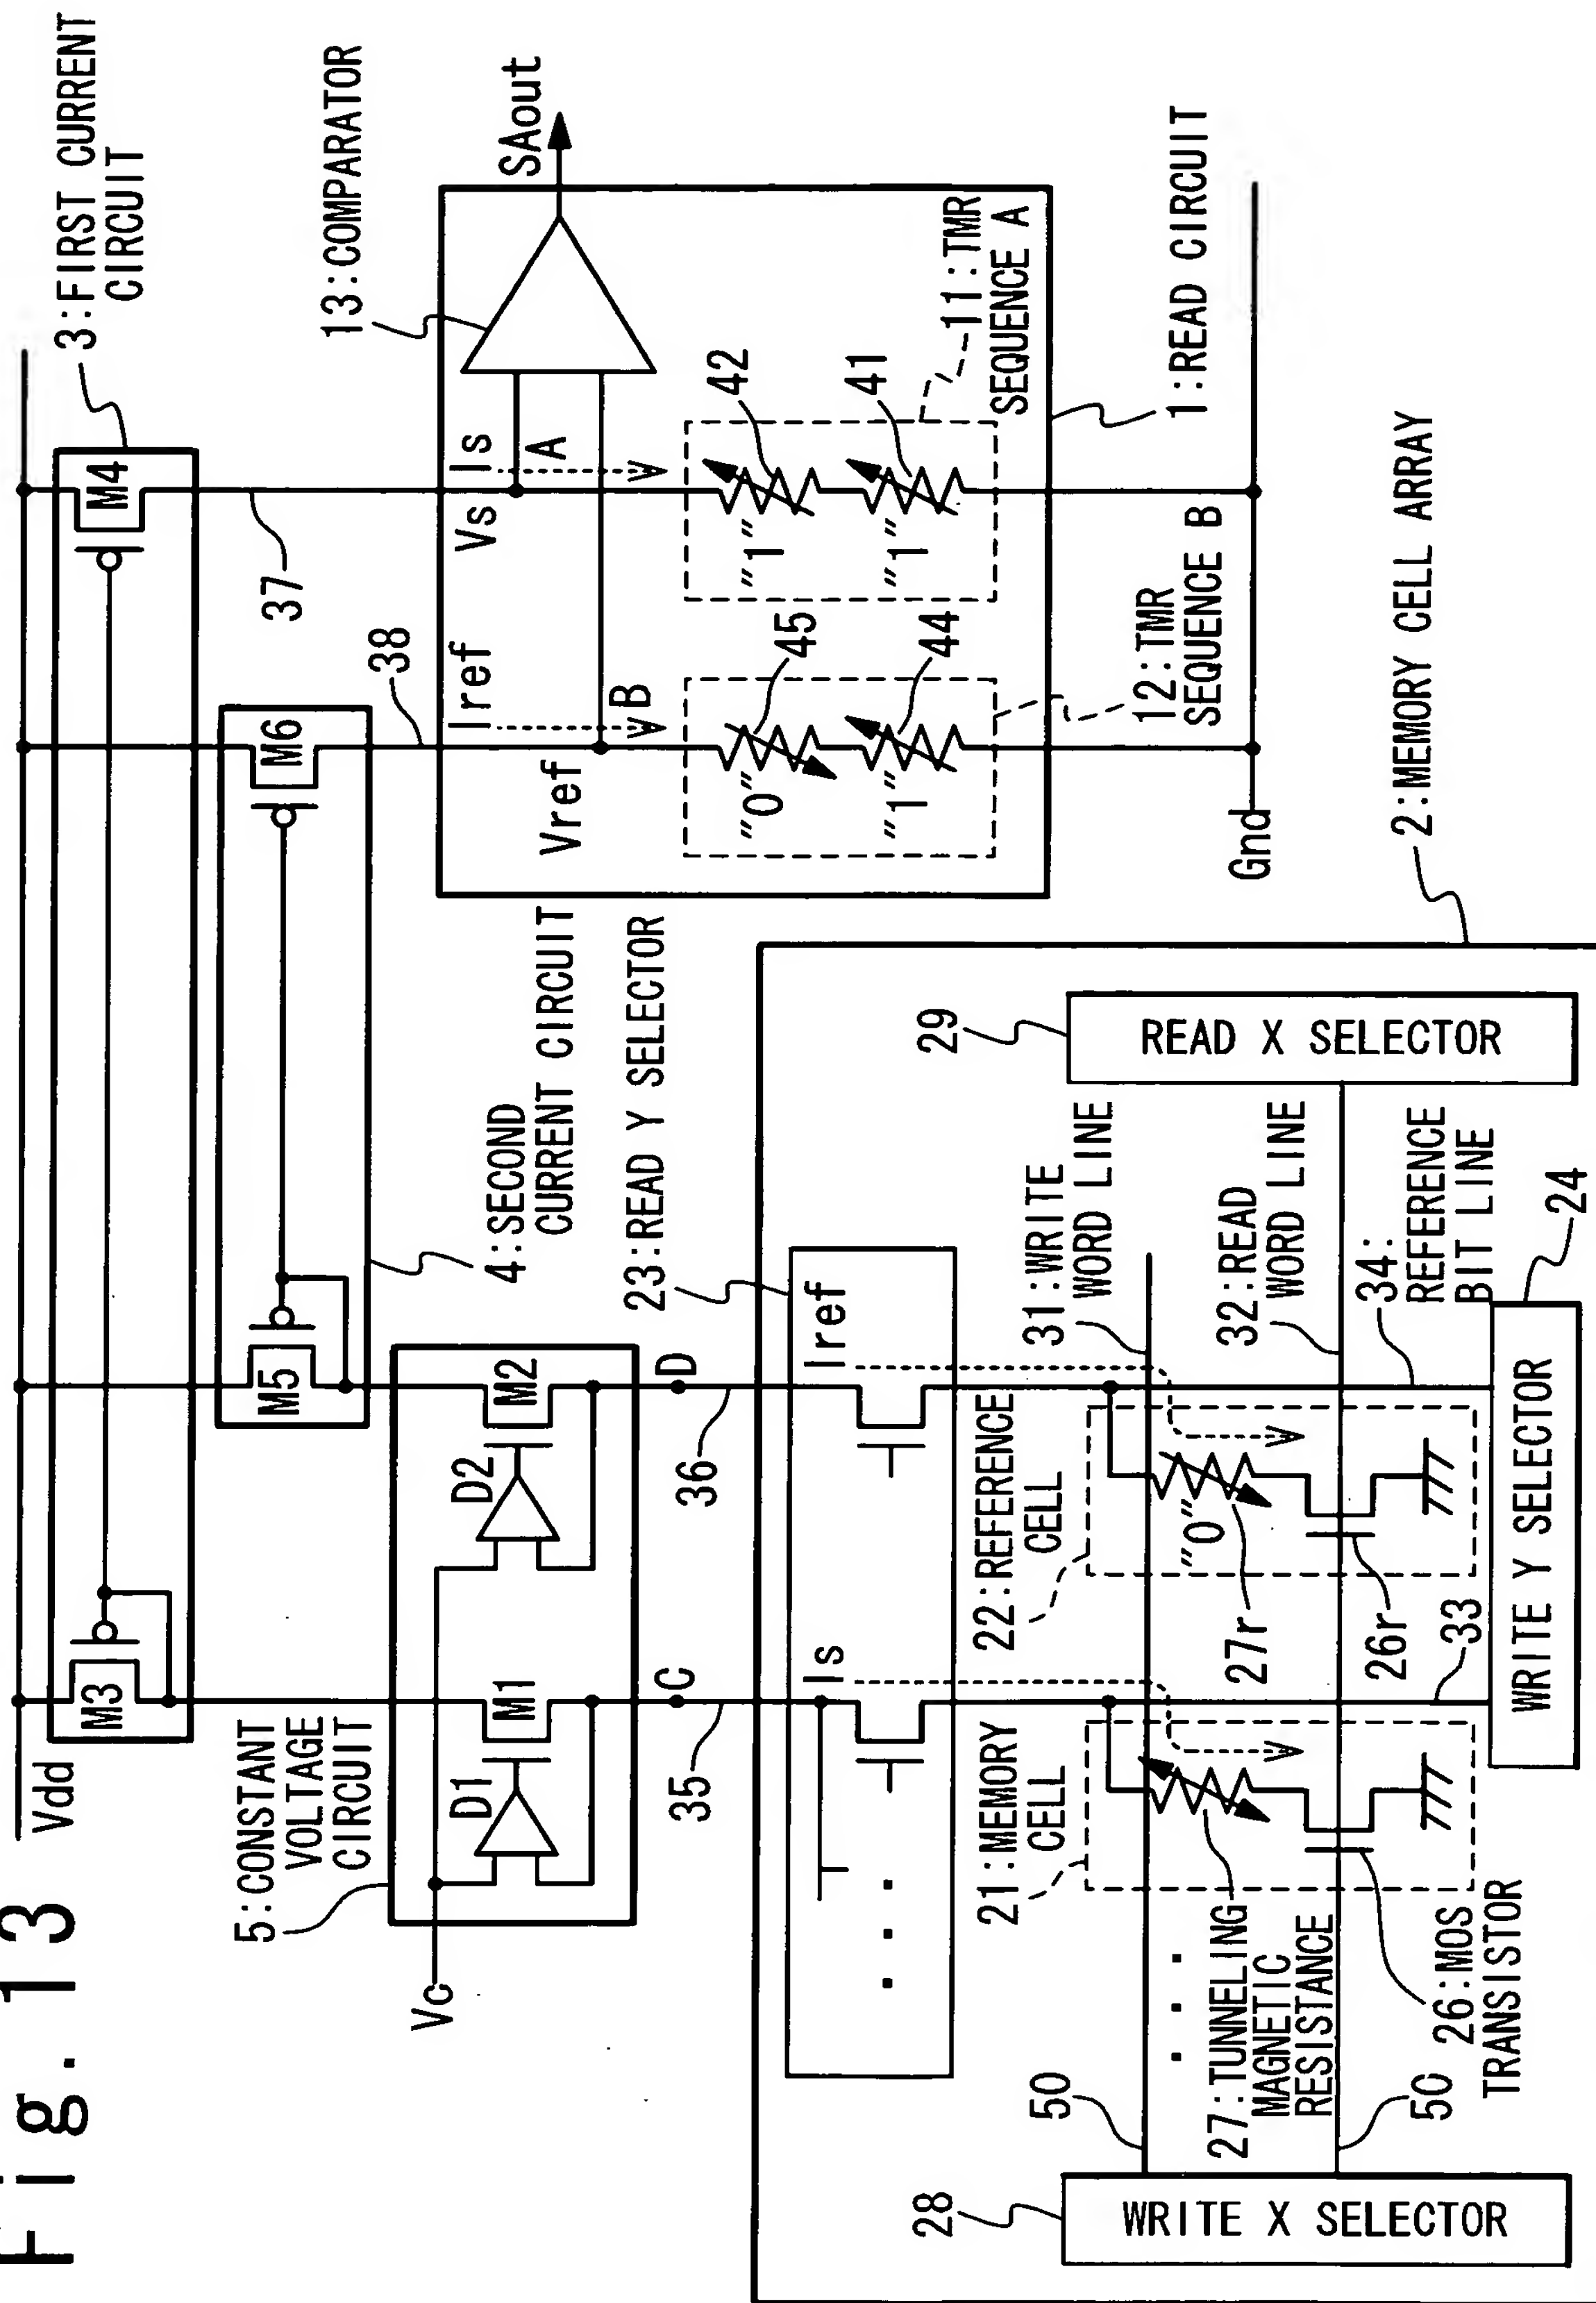 Fig. 13
Vdd
M3
M4
3:FIRST CURRENT
CIRCUIT
M5
M6
4:SECOND
CURRENT CIRCUIT
5:CONSTANT
VOLTAGE
CIRCUIT
Vc
D1
M1
D2
M2
C
35
D
36
37
38
13:COMPARATOR
SAout
Iref
Is
Vs
A
Vref
B
"0"
45
"1"
44
"1"
42
"1"
41
12:TMR
SEQUENCE B
11:TMR
SEQUENCE A
1:READ CIRCUIT
Gnd
2:MEMORY CELL ARRAY
23:READ Y SELECTOR
Is
Iref
28
WRITE X SELECTOR
29
READ X SELECTOR
50
50
21:MEMORY
CELL
22:REFERENCE
CELL
31:WRITE
WORD LINE
32:READ
WORD LINE
27:TUNNELING
MAGNETIC
RESISTANCE
26:MOS
TRANSISTOR
"0"
27r
26r
33
34:
REFERENCE
BIT LINE
24
WRITE Y SELECTOR